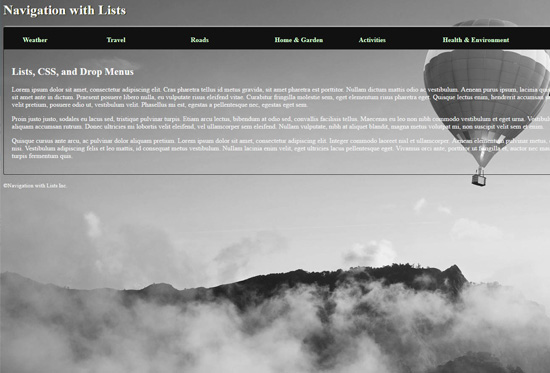 Navigation with Lists
Weather Travel Roads Home & Garden Activities Health & Environment
Lists, CSS, and Drop Menus
Lorem ipsum dolor sit amet, consectetur adipiscing elit. Cras pharetra tellus id metus gravida, sit amet pharetra est porttitor. Nullam dictum mattis odio ac vestibulum. Aenean purus ipsum, lacinia
sit amet ante in dictum. Praesent posuere libero nulla, eu vulputate risus eleifend vitae. Curabitur fringilla molestie sem, eget elementum risus pharetra eget. Quisque lectus enim, hendrerit accumsan
velit pretium, posuere odio ut, vestibulum velit. Phasellus mi est, egestas a pellentesque nec, egestas eget sem.
Proin justo justo, sodales eu lacus sed, tristique pulvinar turpis. Etiam arcu lectus, bibendum at odio sed, convallis facilisis tellus. Maecenas eu leo non nibh commodo vestibulum et eget urna.
aliquam accumsan rutrum. Donec ultricies mi lobortis velit eleifend, vel ullamcorper sem eleifend. Nullam vulputate, nibh at aliquet blandit, magna metus volutpat mi, non suscipit velit sem et
Quisque cursus ante arcu, ac pulvinar dolor aliquam pretium. Lorem ipsum dolor sit amet, consectetur adipiscing elit. Integer commodo laoreet nisl et ullamcorper. Aenean elementum pulvinar metus,
nisi. Vestibulum adipiscing felis et leo mattis, id consequat metus vestibulum. Nullam lacinia enim velit, eget ultricies lacus pellentesque eget. Vivamus orci ante, porttitor ut fringilla et, auctor nec
turpis fermentum quis.
©Navigation with Lists Inc.